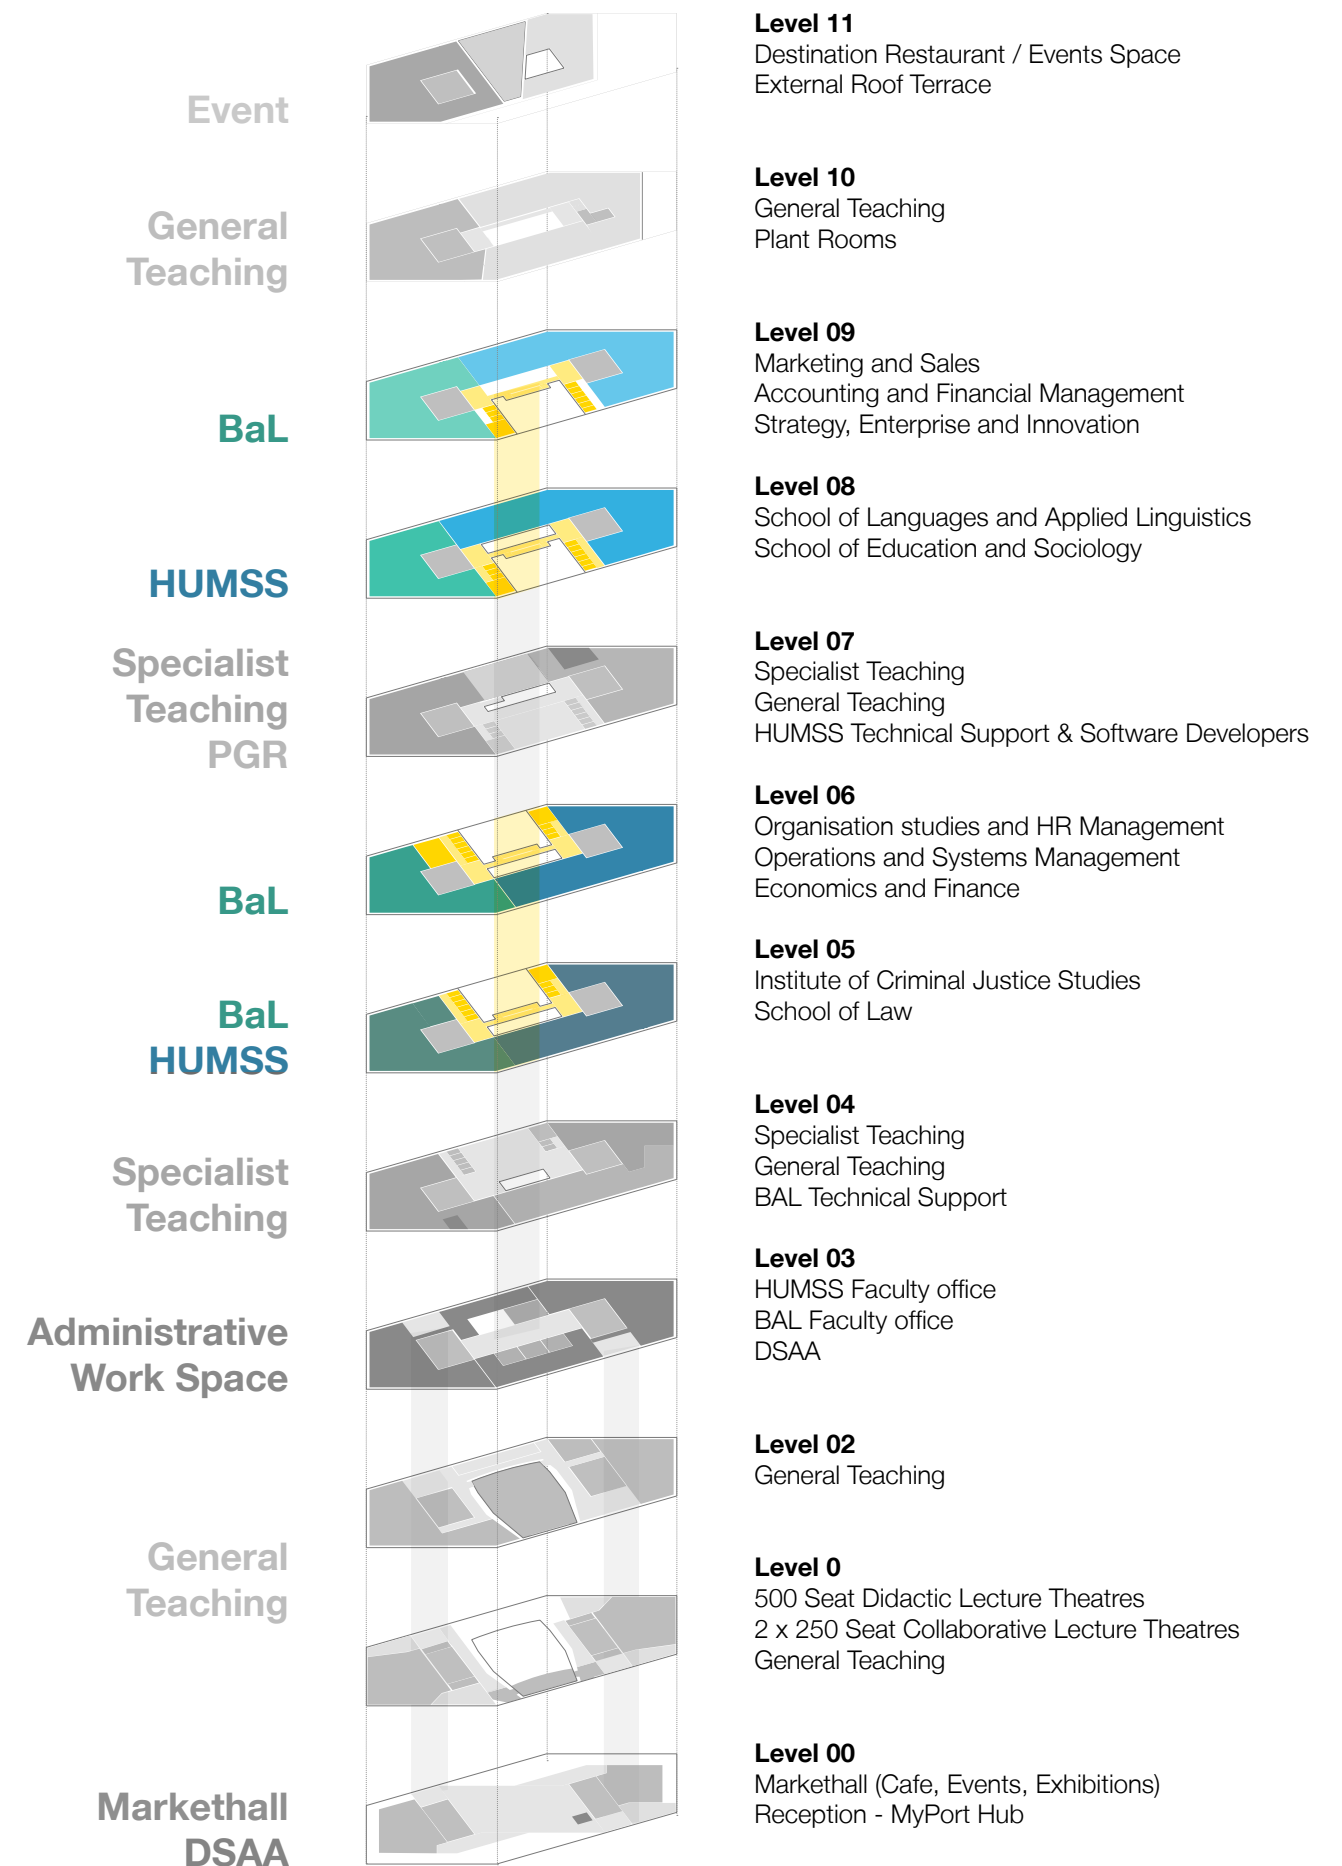 Level 11
Destination Restaurant / Events Space
External Roof Terrace
Event
Level 10
General Teaching
Plant Rooms
General
Teaching
Level 09
Marketing and Sales
Accounting and Financial Management
Strategy, Enterprise and Innovation
BaL
Level 08
School of Languages and Applied Linguistics
School of Education and Sociology
HUMSS
Level 07
Specialist Teaching
General Teaching
HUMSS Technical Support & Software Developers
Specialist
Teaching
PGR
Level 06
Organisation studies and HR Management
Operations and Systems Management
Economics and Finance
BaL
Level 05
Institute of Criminal Justice Studies
School of Law
BaL
HUMSS
Level 04
Specialist Teaching
General Teaching
BAL Technical Support
Specialist
Teaching
Level 03
HUMSS Faculty office
BAL Faculty office
DSAA
Administrative
Work Space
Level 02
General Teaching
General
Teaching
Level 0
500 Seat Didactic Lecture Theatres
2 x 250 Seat Collaborative Lecture Theatres
General Teaching
Level 00
Markethall (Cafe, Events, Exhibitions)
Reception - MyPort Hub
Markethall
DSAA